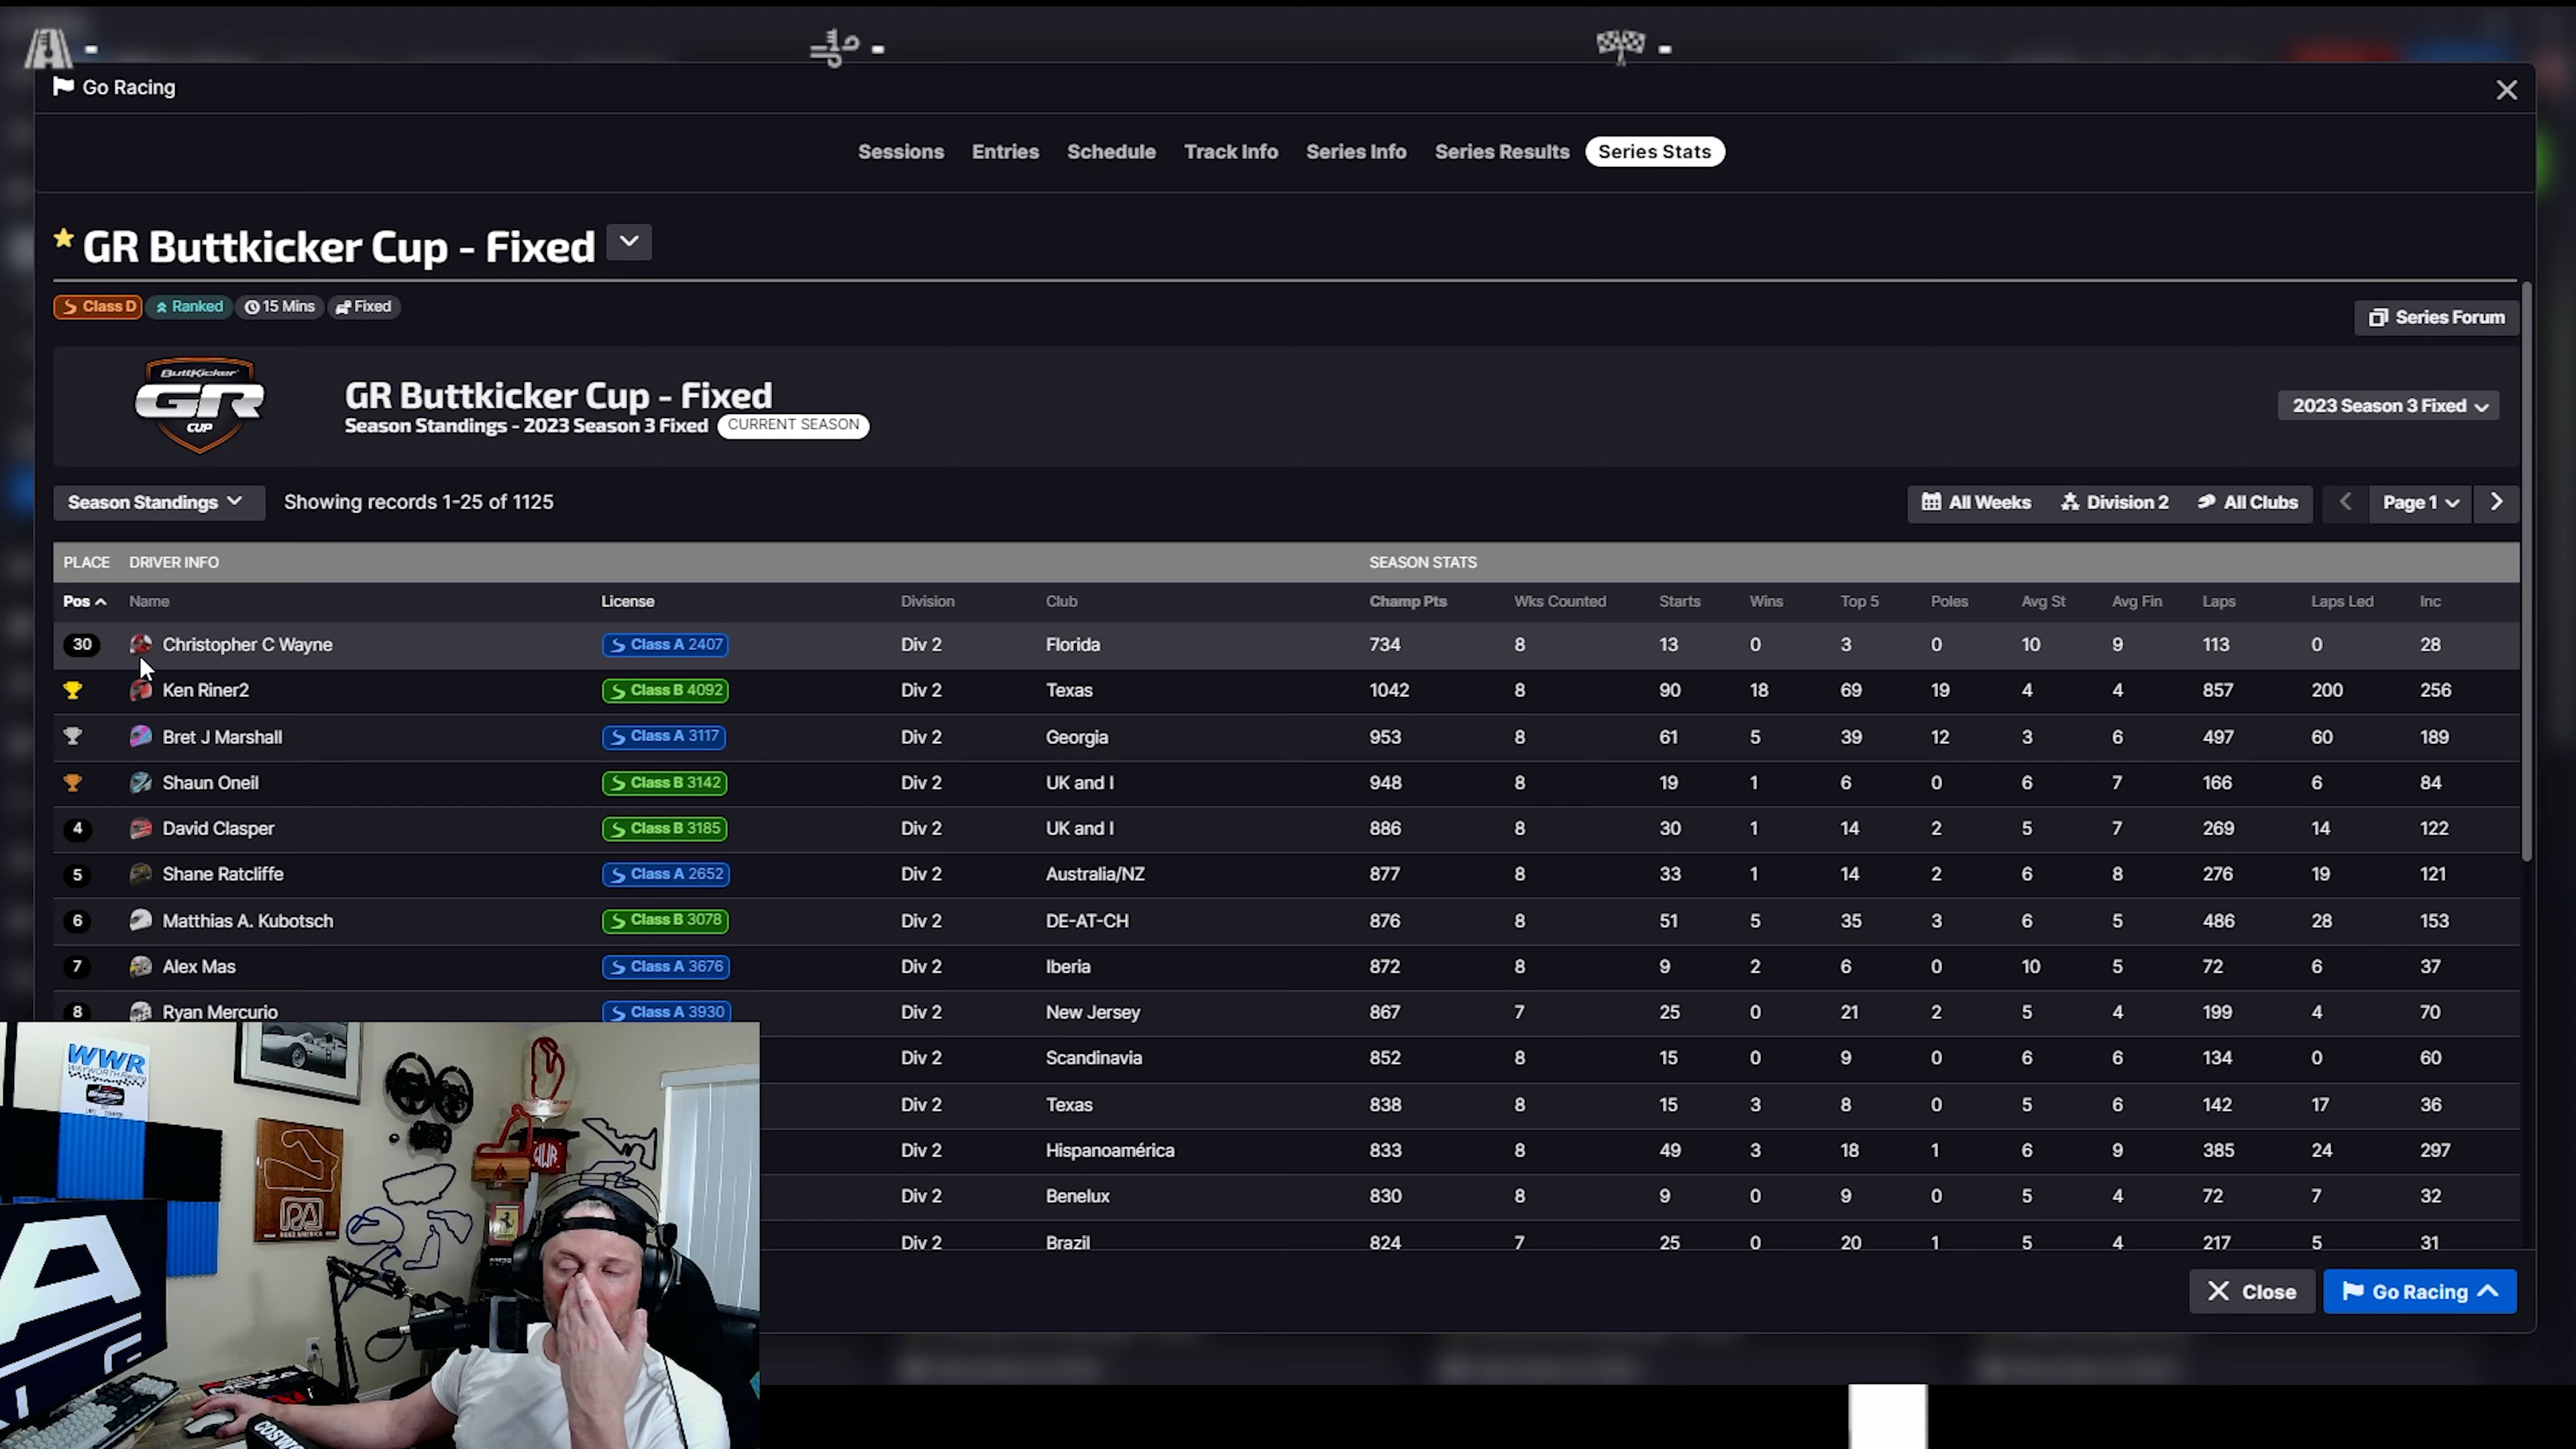 -
-
-
Go Racing
Sessions Entries Schedule Track Info Series Info Series Results Series Stats
GR Buttkicker Cup - Fixed
Class D Ranked 15 Mins Fixed
Series Forum
ButtKicker
GR
CUP
GR Buttkicker Cup - Fixed
Season Standings - 2023 Season 3 Fixed CURRENT SEASON
2023 Season 3 Fixed
Season Standings Showing records 1-25 of 1125 All Weeks Division 2 All Clubs Page 1
PLACE DRIVER INFO SEASON STATS
Pos Name License Division Club Champ Pts Wks Counted Starts Wins Top 5 Poles Avg St Avg Fin Laps Laps Led Inc
30 Christopher C Wayne Class A 2407 Div 2 Florida 734 8 13 0 3 0 10 9 113 0 28
Ken Riner2 Class B 4092 Div 2 Texas 1042 8 90 18 69 19 4 4 857 200 256
Bret J Marshall Class A 3117 Div 2 Georgia 953 8 61 5 39 12 3 6 497 60 189
Shaun Oneil Class B 3142 Div 2 UK and I 948 8 19 1 6 0 6 7 166 6 84
4 David Clasper Class B 3185 Div 2 UK and I 886 8 30 1 14 2 5 7 269 14 122
5 Shane Ratcliffe Class A 2652 Div 2 Australia/NZ 877 8 33 1 14 2 6 8 276 19 121
6 Matthias A. Kubotsch Class B 3078 Div 2 DE-AT-CH 876 8 51 5 35 3 6 5 486 28 153
7 Alex Mas Class A 3676 Div 2 Iberia 872 8 9 2 6 0 10 5 72 6 37
8 Ryan Mercurio Class A 3930 Div 2 New Jersey 867 7 25 0 21 2 5 4 199 4 70
Div 2 Scandinavia 852 8 15 0 9 0 6 6 134 0 60
Div 2 Texas 838 8 15 3 8 0 5 6 142 17 36
Div 2 Hispanoamérica 833 8 49 3 18 1 6 9 385 24 297
Div 2 Benelux 830 8 9 0 9 0 5 4 72 7 32
Div 2 Brazil 824 7 25 0 20 1 5 4 217 5 31
Close Go Racing
WWR
WAYWORTH RACING
WR
ROAD AMERICA